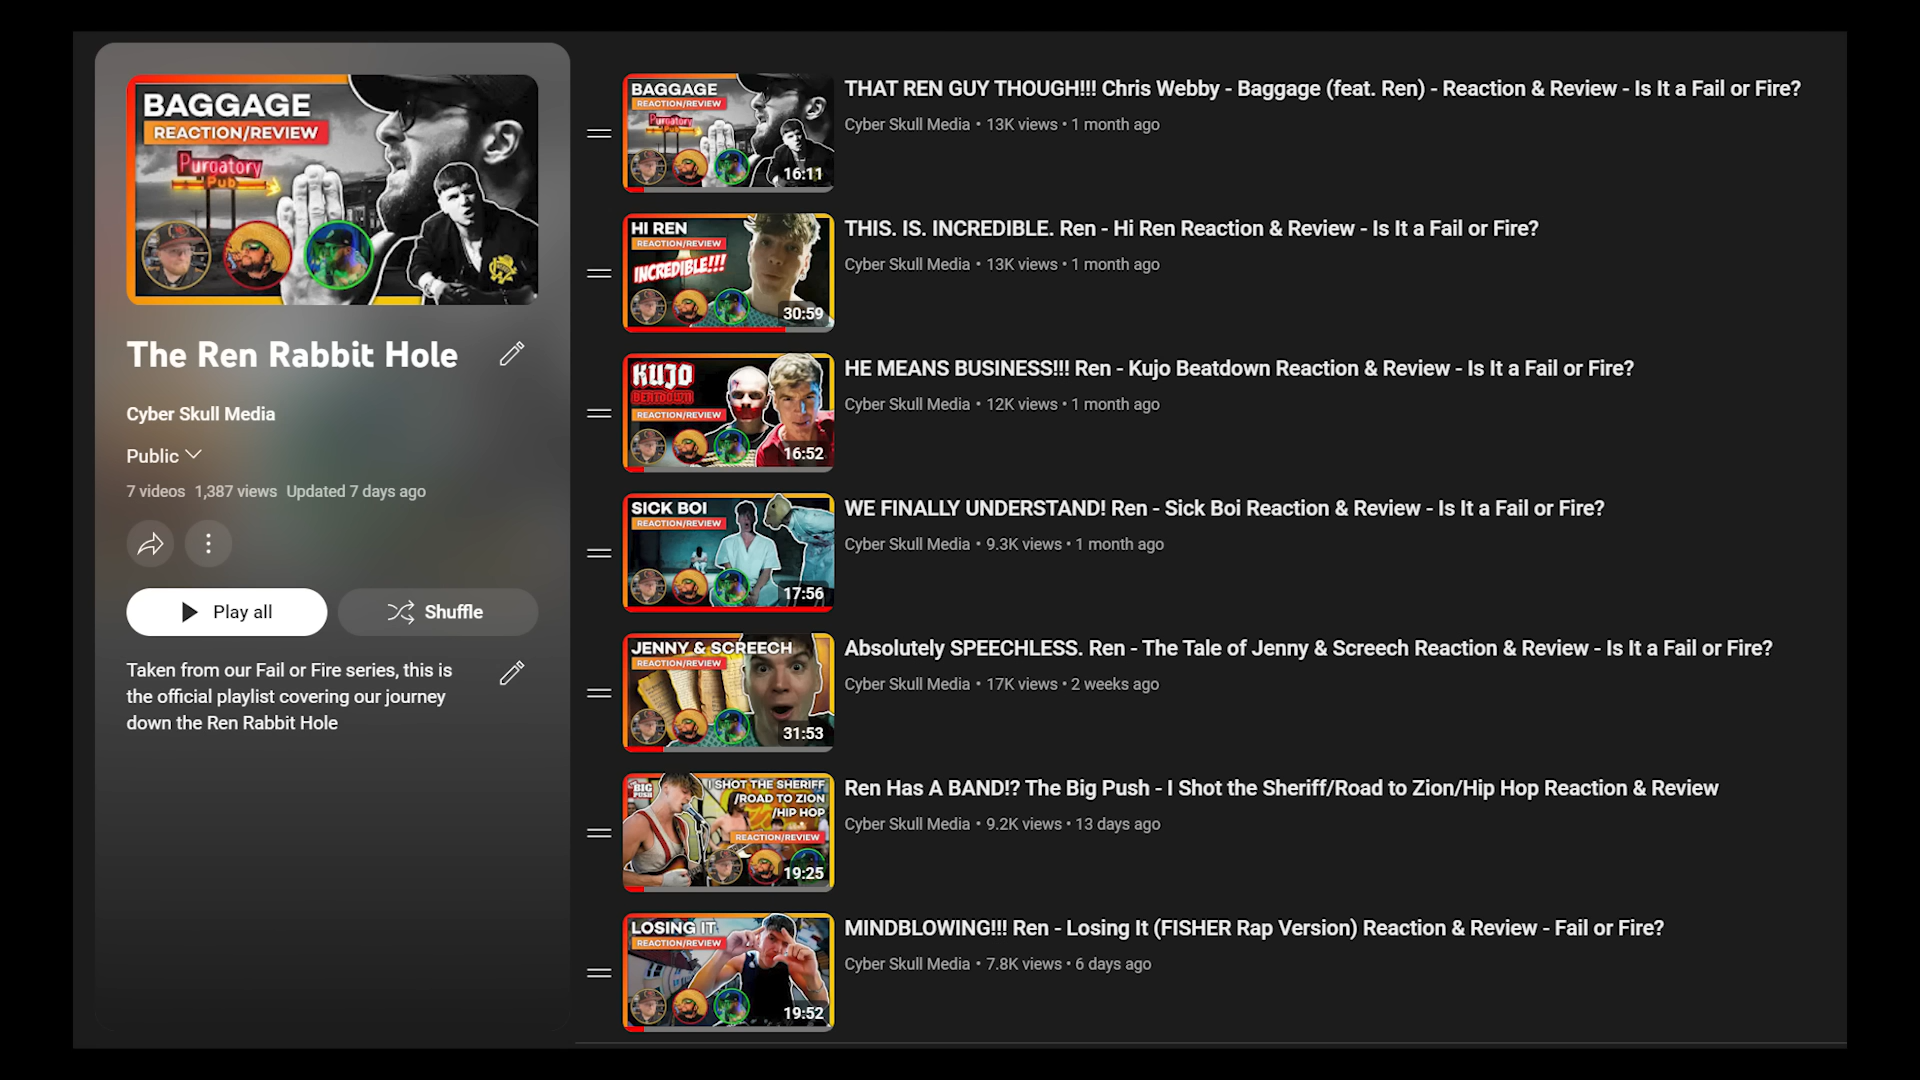 BAGGAGE
REACTION/REVIEW
Purgatory
Pub
The Ren Rabbit Hole
Cyber Skull Media
Public
7 videos 1,387 views Updated 7 days ago
Play all
Shuffle
Taken from our Fail or Fire series, this is
the official playlist covering our journey
down the Ren Rabbit Hole
BAGGAGE
REACTION/REVIEW
Purgatory
Pub
16:11
THAT REN GUY THOUGH!!! Chris Webby - Baggage (feat. Ren) - Reaction & Review - Is It a Fail or Fire?
Cyber Skull Media • 13K views • 1 month ago
HI REN
REACTION/REVIEW
INCREDIBLE!!!
30:59
THIS. IS. INCREDIBLE. Ren - Hi Ren Reaction & Review - Is It a Fail or Fire?
Cyber Skull Media • 13K views • 1 month ago
KUJO
BEATDOWN
REACTION/REVIEW
16:52
HE MEANS BUSINESS!!! Ren - Kujo Beatdown Reaction & Review - Is It a Fail or Fire?
Cyber Skull Media • 12K views • 1 month ago
SICK BOI
REACTION/REVIEW
17:56
WE FINALLY UNDERSTAND! Ren - Sick Boi Reaction & Review - Is It a Fail or Fire?
Cyber Skull Media • 9.3K views • 1 month ago
JENNY & SCREECH
REACTION/REVIEW
31:53
Absolutely SPEECHLESS. Ren - The Tale of Jenny & Screech Reaction & Review - Is It a Fail or Fire?
Cyber Skull Media • 17K views • 2 weeks ago
BIG
PUSH
I SHOT THE SHERIFF
/ROAD TO ZION
/HIP HOP
REACTION/REVIEW
19:25
Ren Has A BAND!? The Big Push - I Shot the Sheriff/Road to Zion/Hip Hop Reaction & Review
Cyber Skull Media • 9.2K views • 13 days ago
LOSING IT
REACTION/REVIEW
19:52
MINDBLOWING!!! Ren - Losing It (FISHER Rap Version) Reaction & Review - Fail or Fire?
Cyber Skull Media • 7.8K views • 6 days ago